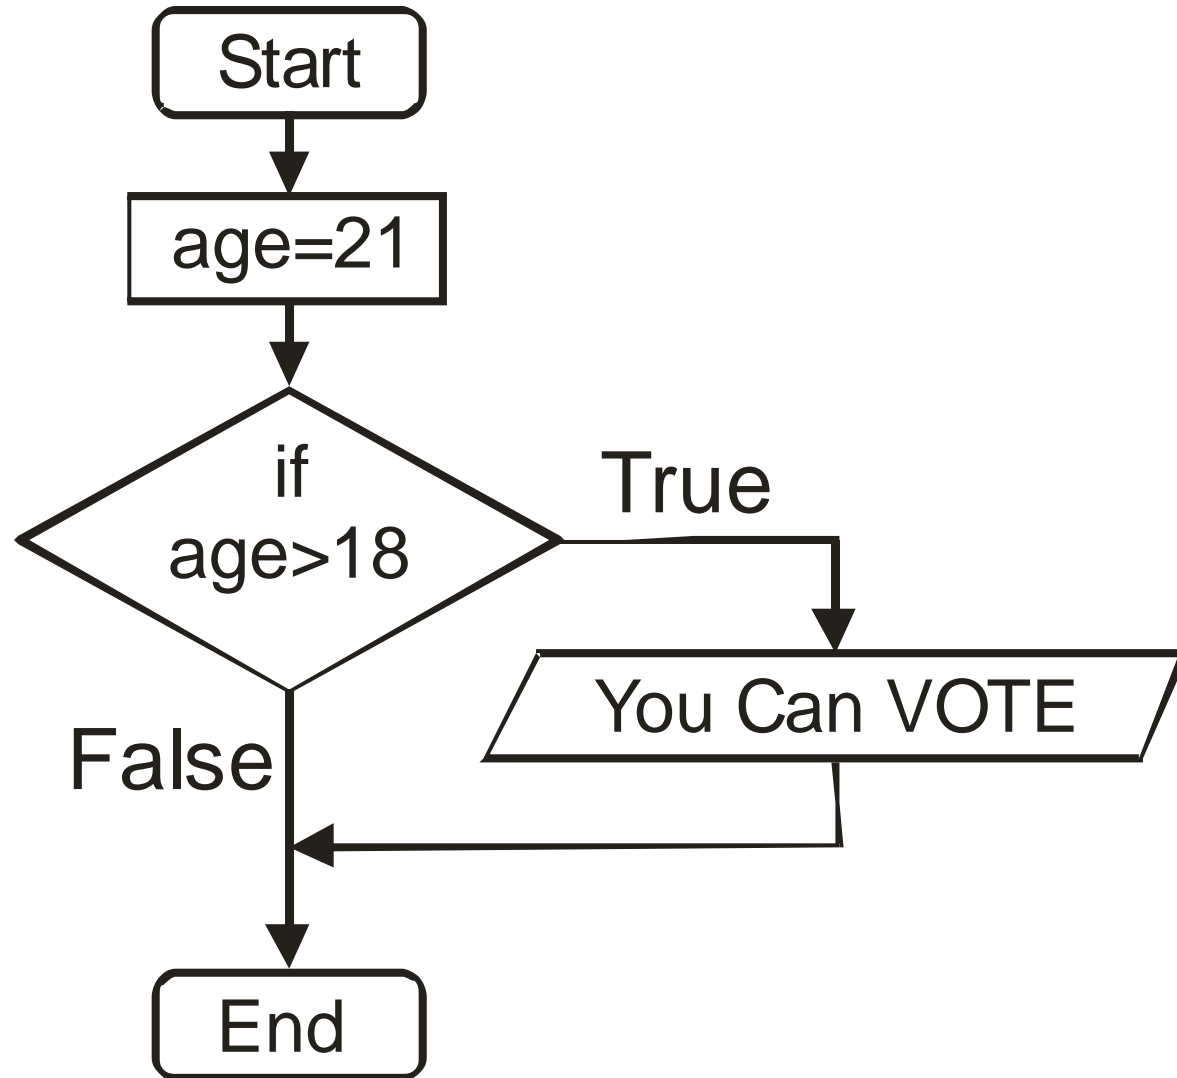 Start
age=21
if
age>18
True
You Can VOTE
False
End